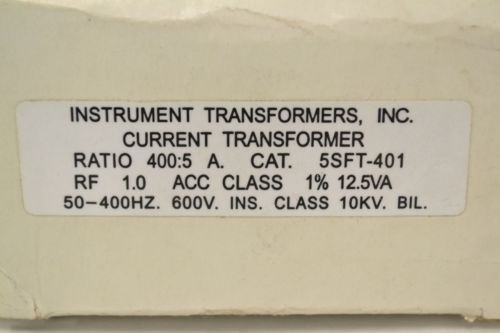 INSTRUMENT TRANSFORMERS, INC.
CURRENT TRANSFORMER
RATIO 400:5 A. CAT. 5SFT-401
RF 1.0 ACC CLASS 1% 12.5VA
50-400HZ. 600V. INS. CLASS 10KV. BIL.